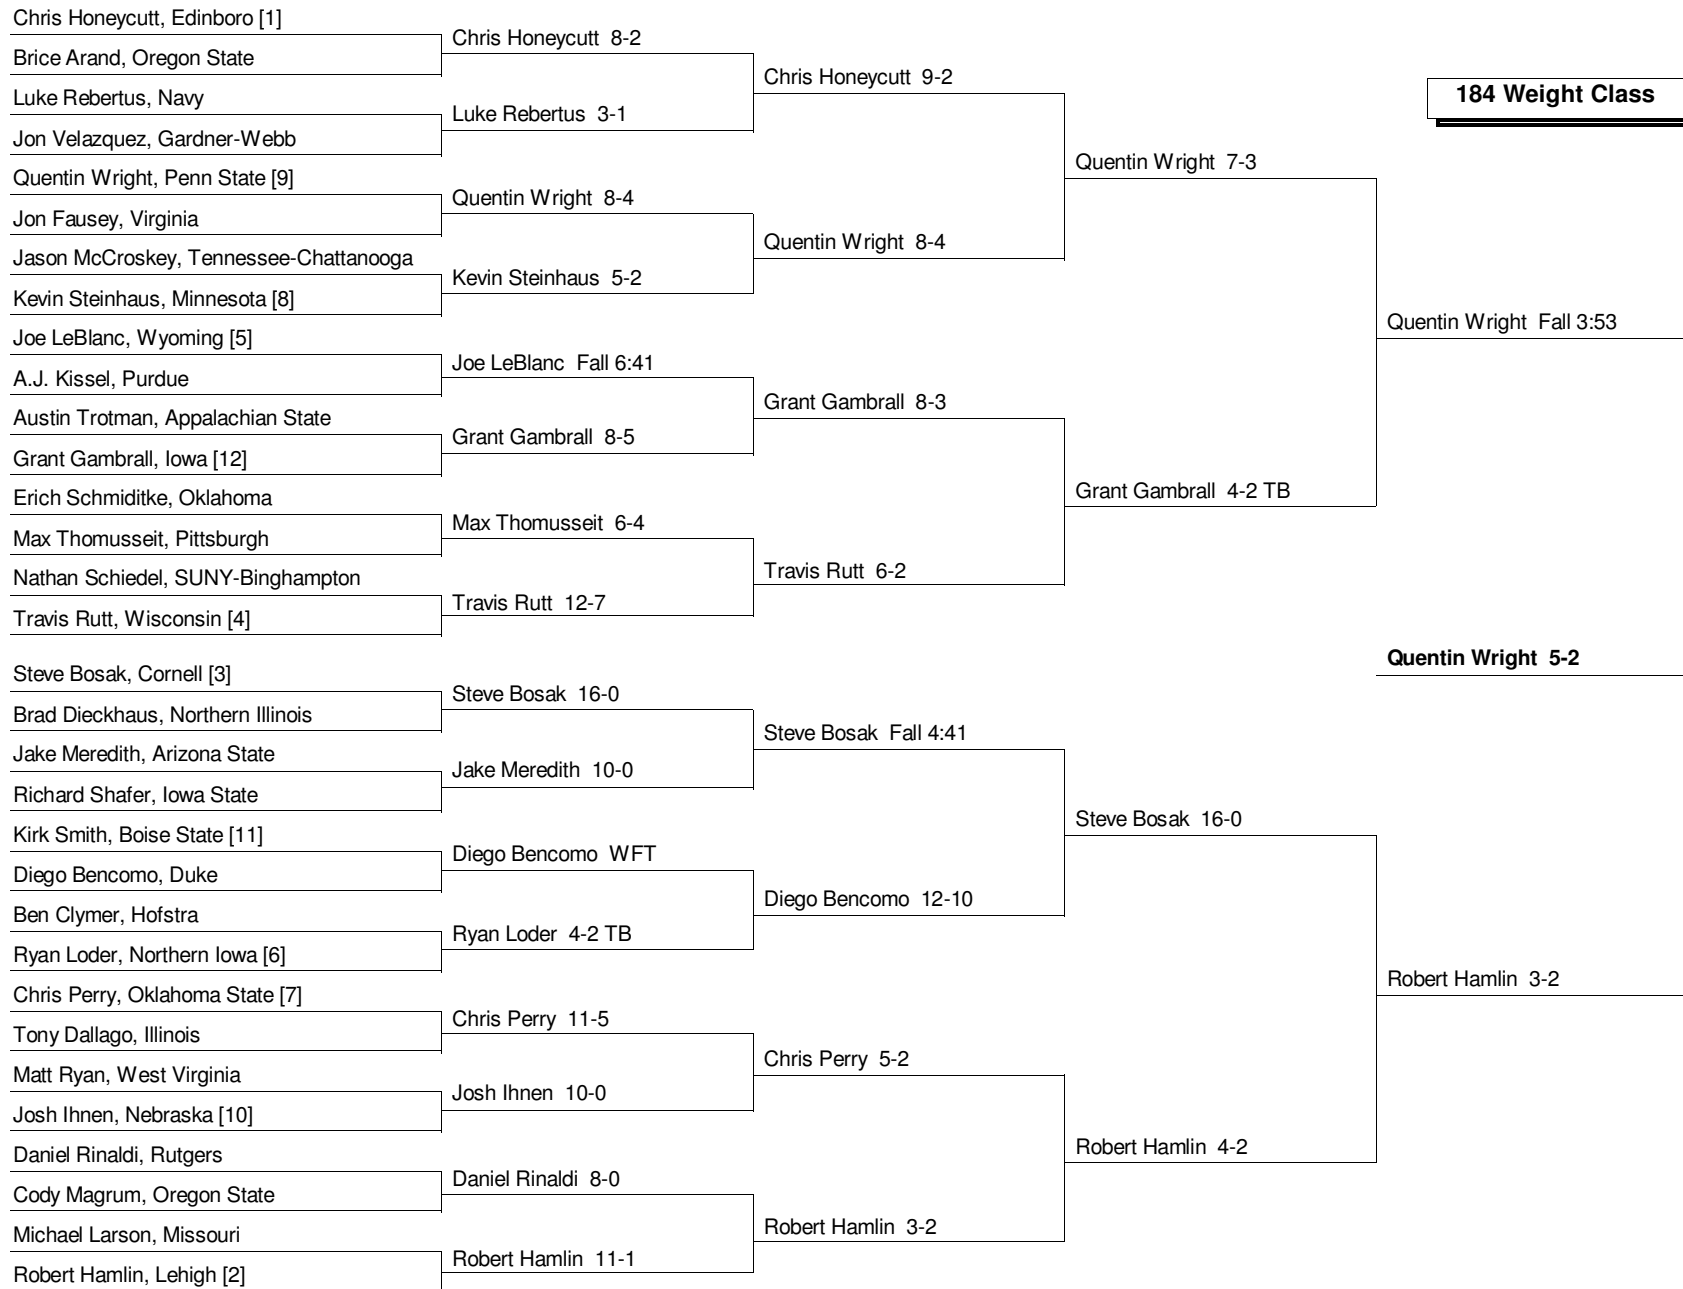 Chris Honeycutt, Edinboro [1]
Brice Arand, Oregon State
Luke Rebertus, Navy
Jon Velazquez, Gardner-Webb
Quentin Wright, Penn State [9]
Jon Fausey, Virginia
Jason McCroskey, Tennessee-Chattanooga
Kevin Steinhaus, Minnesota [8]
Joe LeBlanc, Wyoming [5]
A.J. Kissel, Purdue
Austin Trotman, Appalachian State
Grant Gambrall, Iowa [12]
Erich Schmiditke, Oklahoma
Max Thomusseit, Pittsburgh
Nathan Schiedel, SUNY-Binghampton
Travis Rutt, Wisconsin [4]
Steve Bosak, Cornell [3]
Brad Dieckhaus, Northern Illinois
Jake Meredith, Arizona State
Richard Shafer, Iowa State
Kirk Smith, Boise State [11]
Diego Bencomo, Duke
Ben Clymer, Hofstra
Ryan Loder, Northern Iowa [6]
Chris Perry, Oklahoma State [7]
Tony Dallago, Illinois
Matt Ryan, West Virginia
Josh Ihnen, Nebraska [10]
Daniel Rinaldi, Rutgers
Cody Magrum, Oregon State
Michael Larson, Missouri
Robert Hamlin, Lehigh [2]
Chris Honeycutt 8-2
Luke Rebertus 3-1
Quentin Wright 8-4
Kevin Steinhaus 5-2
Joe LeBlanc Fall 6:41
Grant Gambrall 8-5
Max Thomusseit 6-4
Travis Rutt 12-7
Steve Bosak 16-0
Jake Meredith 10-0
Diego Bencomo WFT
Ryan Loder 4-2 TB
Chris Perry 11-5
Josh Ihnen 10-0
Daniel Rinaldi 8-0
Robert Hamlin 11-1
Chris Honeycutt 9-2
Quentin Wright 8-4
Grant Gambrall 8-3
Travis Rutt 6-2
Steve Bosak Fall 4:41
Diego Bencomo 12-10
Chris Perry 5-2
Robert Hamlin 3-2
Quentin Wright 7-3
Grant Gambrall 4-2 TB
Steve Bosak 16-0
Robert Hamlin 4-2
184 Weight Class
Quentin Wright Fall 3:53
Quentin Wright 5-2
Robert Hamlin 3-2